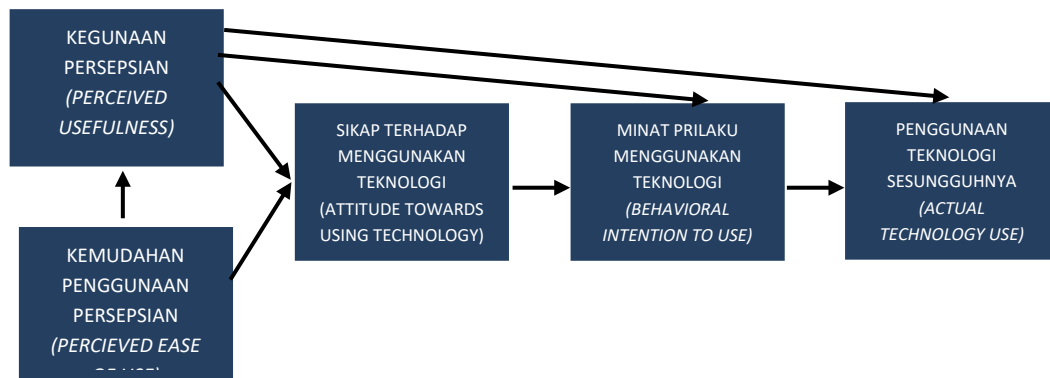 KEGUNAAN
PERSEPSIAN
(PERCEIVED
USEFULNESS)
SIKAP TERHADAP
MENGGUNAKAN
TEKNOLOGI
(ATTITUDE TOWARDS
USING TECHNOLOGY)
MINAT PRILAKU
MENGGUNAKAN
TEKNOLOGI
(BEHAVIORAL
INTENTION TO USE)
PENGGUNAAN
TEKNOLOGI
SESUNGGUHNYA
(ACTUAL
TECHNOLOGY USE)
KEMUDAHAN
PENGGUNAAN
PERSEPSIAN
(PERCIEVED EASE